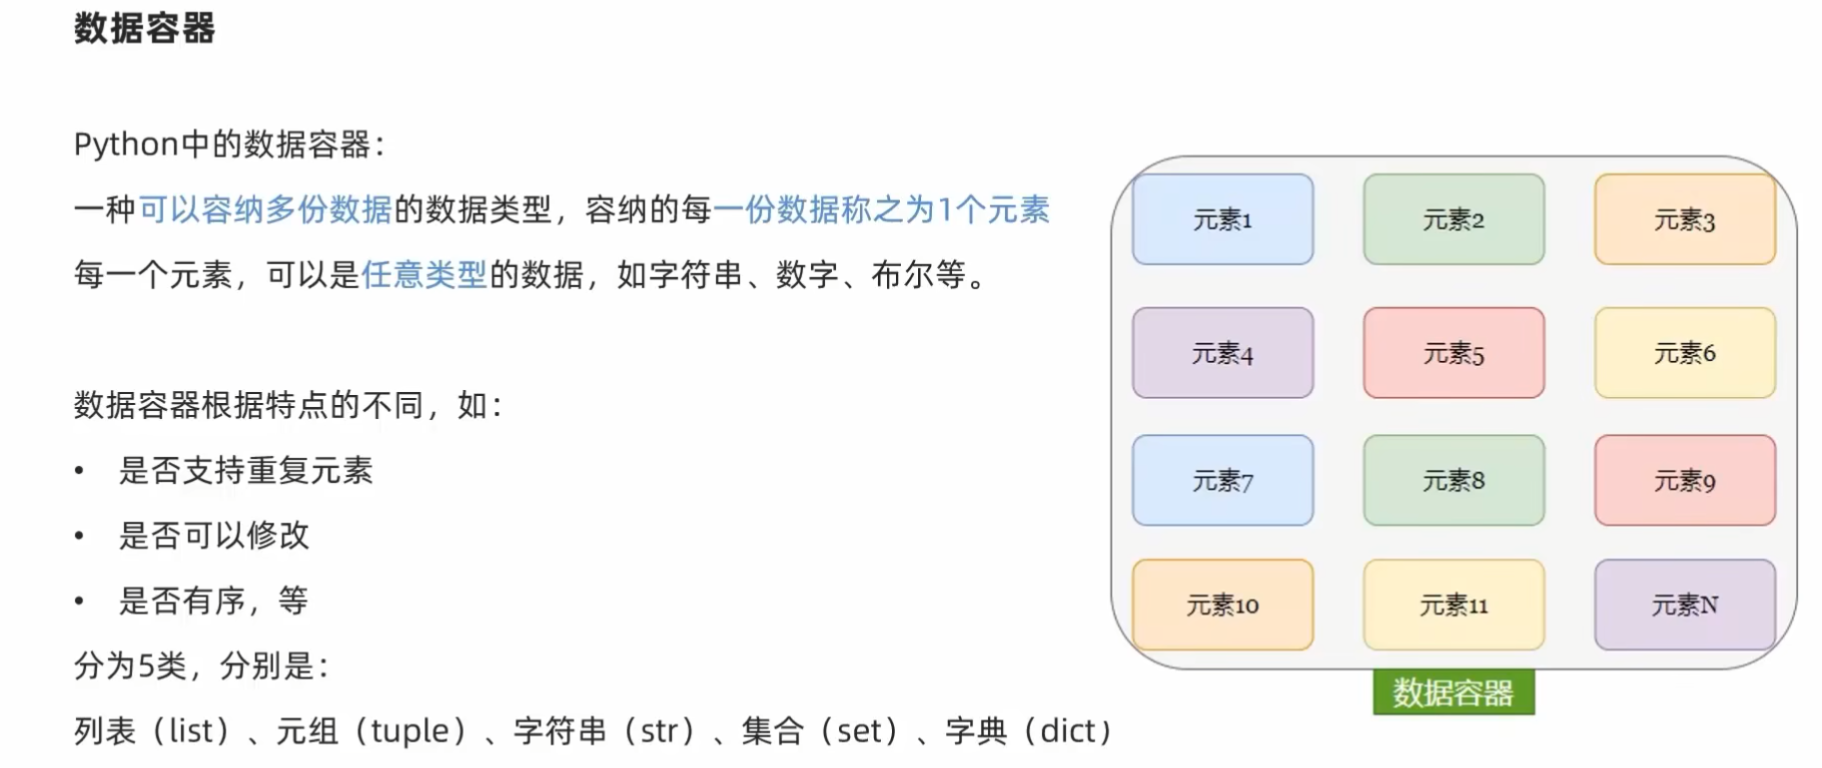 数据容器
Python中的数据容器：
一种可以容纳多份数据的数据类型，容纳的每一份数据称之为1个元素
每一个元素，可以是任意类型的数据，如字符串、数字、布尔等。
数据容器根据特点的不同，如：
• 是否支持重复元素
• 是否可以修改
• 是否有序，等
分为5类，分别是：
列表（list）、元组（tuple）、字符串（str）、集合（set）、字典（dict）
元素1 元素2 元素3
元素4 元素5 元素6
元素7 元素8 元素9
元素10 元素11 元素N
数据容器